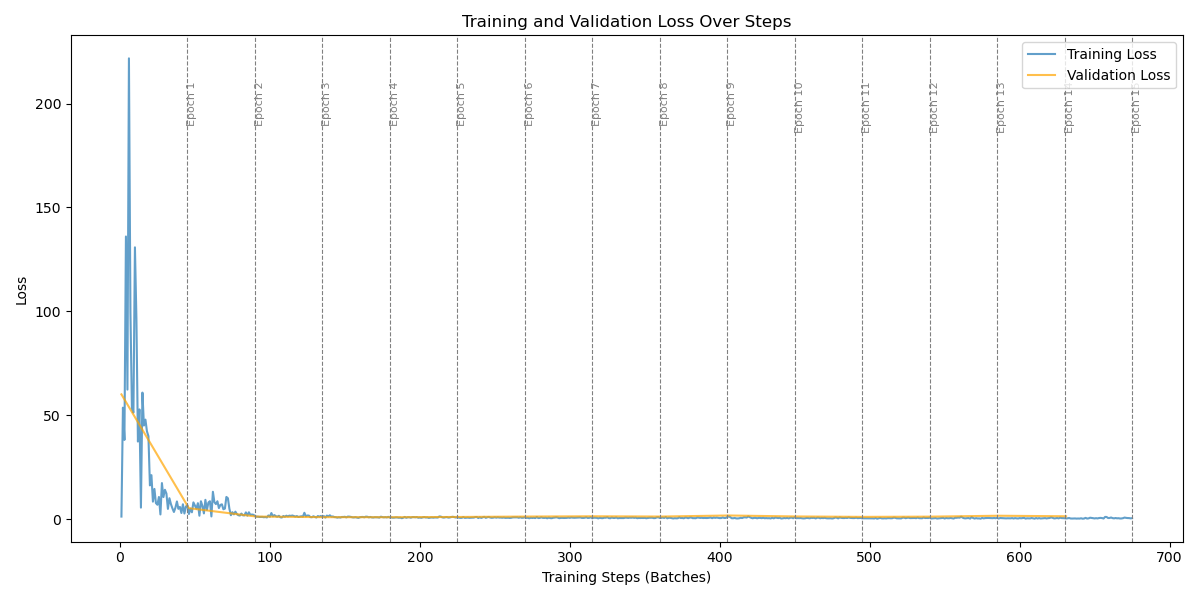 Training and Validation Loss Over Steps
Training Loss
Validation Loss
Epoch 1
Epoch 2
Epoch 3
Epoch 4
Epoch 5
Epoch 6
Epoch 7
Epoch 8
Epoch 9
Epoch 10
Epoch 11
Epoch 12
Epoch 13
Epoch
Epoch
Loss
200
150
100
50
0
0
100
200
300
400
500
600
700
Training Steps (Batches)